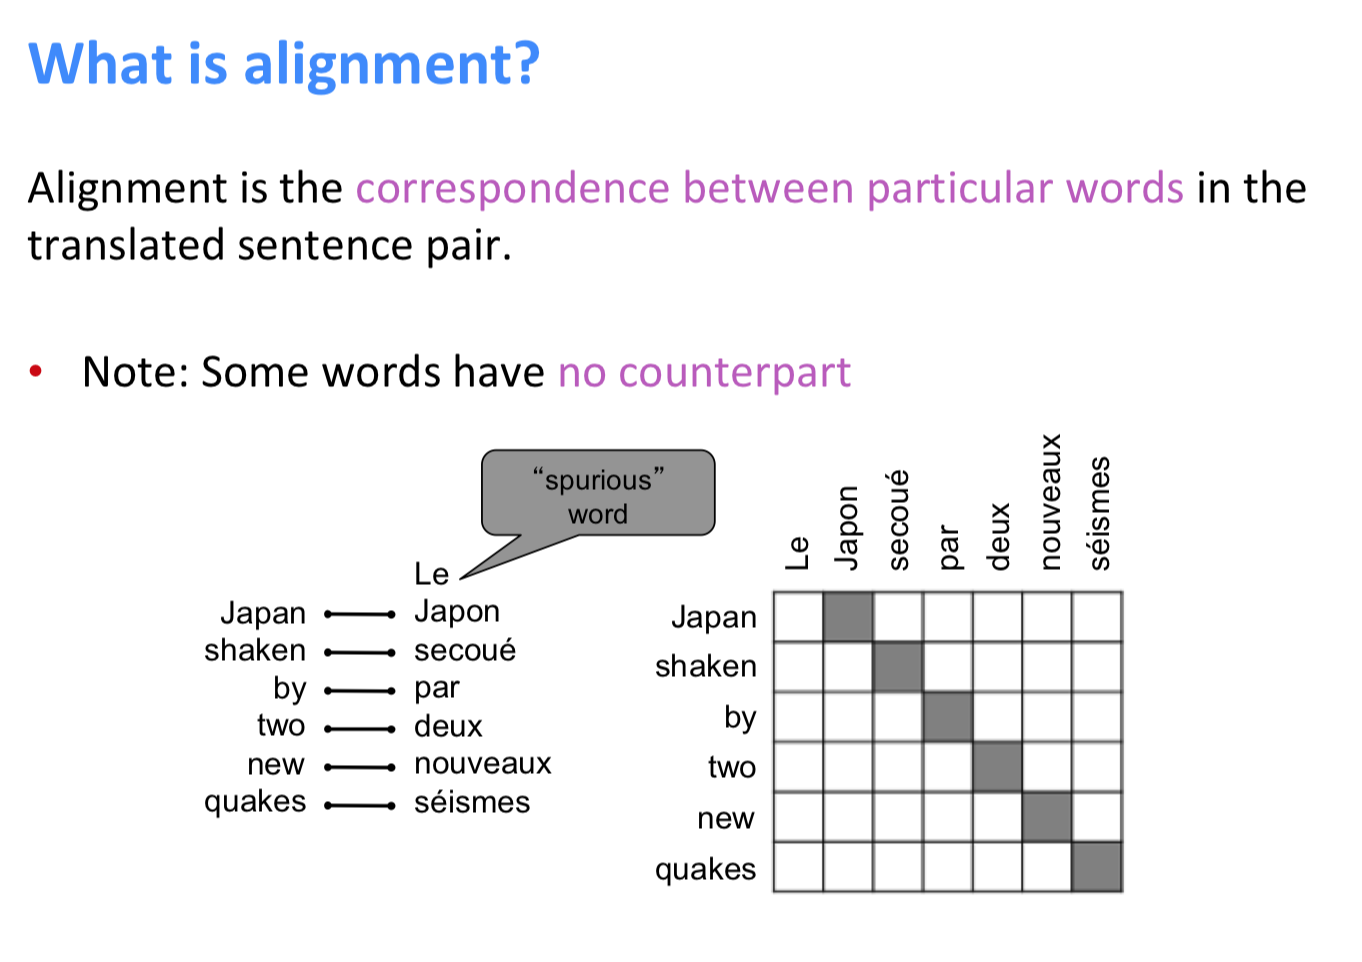 What is alignment?
Alignment is the correspondence between particular words in the
translated sentence pair.
• Note: Some words have no counterpart
“spurious”
word
Le
Japan Japon
shaken secoué
by par
two deux
new nouveaux
quakes séismes
Le Japon secoué par deux nouveaux séismes
Japan
shaken
by
two
new
quakes